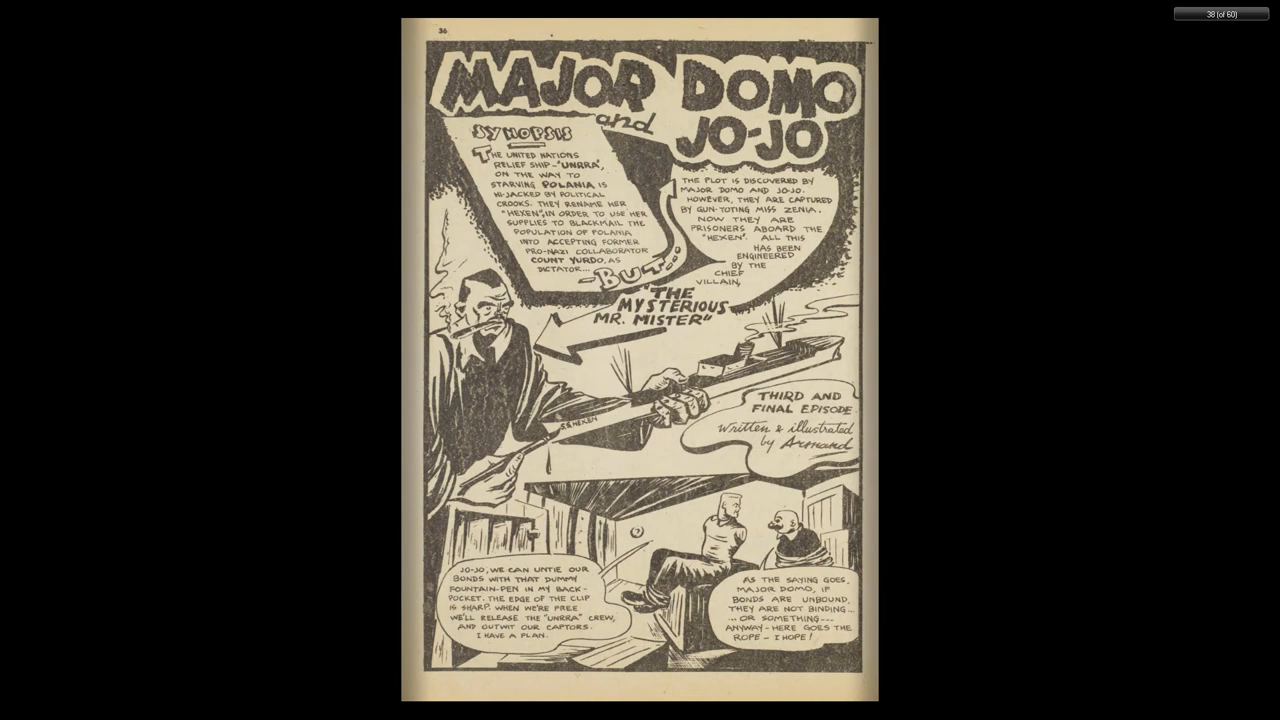 38 (of 60)
36
MAJOR DOMO
and JO-JO
SYNOPSIS
THE UNITED NATIONS
RELIEF SHIP-"UNRRA",
ON THE WAY TO
STARVING POLANIA IS
HI-JACKED BY POLITICAL
CROOKS. THEY RENAME HER
"HEXEN", IN ORDER TO USE HER
SUPPLIES TO BLACKMAIL THE
POPULATION OF POLANIA
INTO ACCEPTING FORMER
PRO-NAZI COLLABORATOR
COUNT YURDO, AS
DICTATOR...
-BUT...
THE PLOT IS DISCOVERED BY
MAJOR DOMO AND JO-JO.
HOWEVER, THEY ARE CAPTURED
BY GUN-TOTING MISS ZENIA.
NOW THEY ARE
PRISONERS ABOARD THE
"HEXEN". ALL THIS
HAS BEEN
ENGINEERED
BY THE
CHIEF
VILLAIN,
"THE
MYSTERIOUS
MR. MISTER"
S.S. HEXEN
THIRD AND
FINAL EPISODE
Written & illustrated
by Armand
JO-JO, WE CAN UNTIE OUR
BONDS WITH THAT DUMMY
FOUNTAIN-PEN IN MY BACK-
POCKET. THE EDGE OF THE CLIP
IS SHARP. WHEN WE'RE FREE
WE'LL RELEASE THE "UNRRA" CREW,
AND OUTWIT OUR CAPTORS.
I HAVE A PLAN.
AS THE SAYING GOES,
MAJOR DOMO, IF
BONDS ARE UNBOUND,
THEY ARE NOT BINDING...
... OR SOMETHING---
ANYWAY-HERE GOES THE
ROPE - I HOPE!